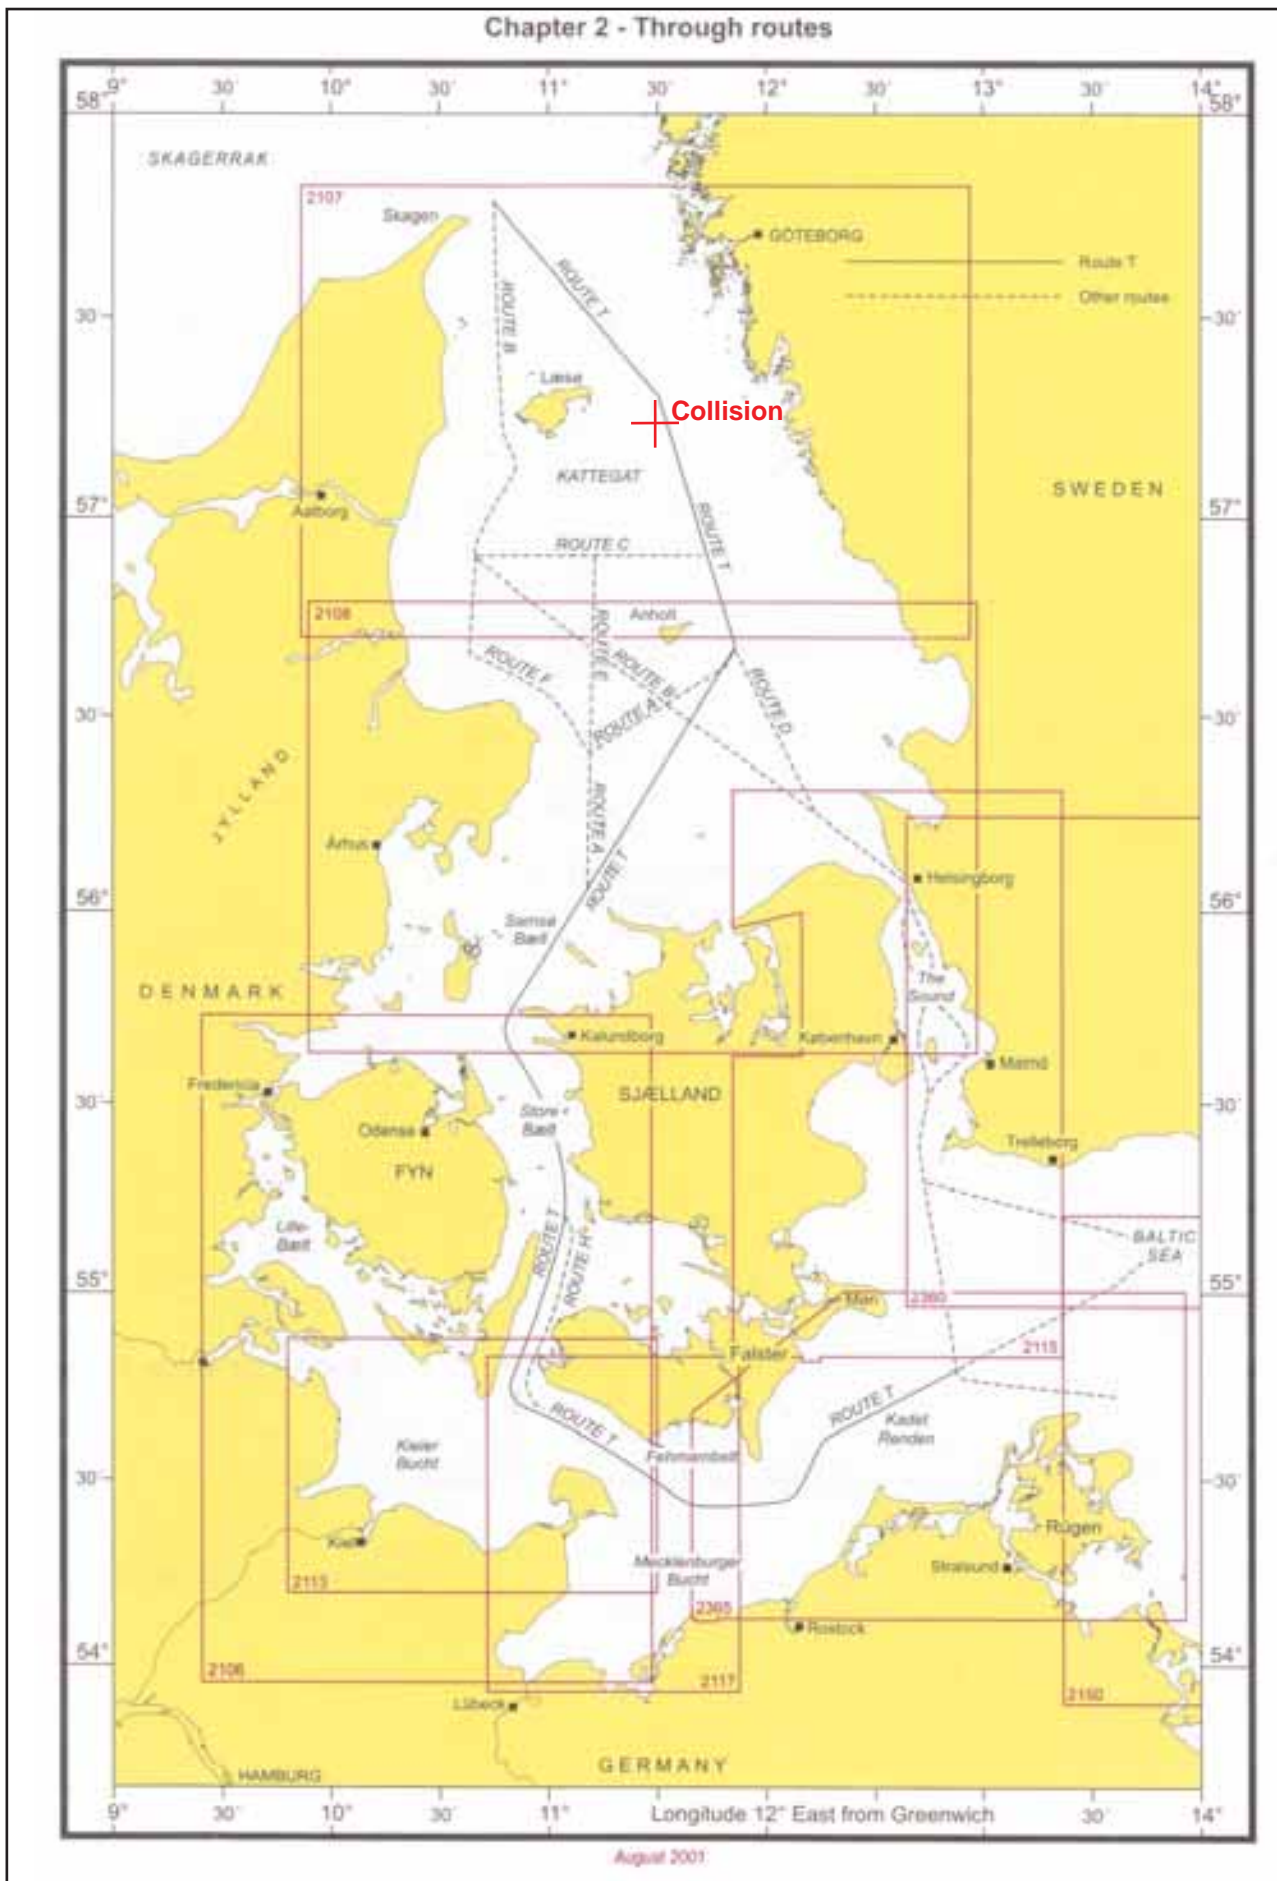 Chapter 2 - Through routes
9° 30´ 10° 30´ 11° 30´ 12° 30´ 13° 30´ 14°
58° 58°
SKAGERRAK
2107
Skagen
GÖTEBORG
ROUTE T
Route T
ROUTE B
Other routes
30´ 30´
Læsø
Collision
KATTEGAT
SWEDEN
57° 57°
Aalborg
ROUTE T
ROUTE C
2108
Anholt
ROUTE E
ROUTE F
ROUTE B
ROUTE D
ROUTE A
30´ 30´
JYLLAND
ROUTE A
Århus
ROUTE T
Helsingborg
56° 56°
Samsø
Bælt
DENMARK
The
Sound
Kalundborg
København
Malmö
Fredericia
SJÆLLAND
30´ 30´
Store
Bælt
Odense
Trelleborg
FYN
Lille-
Bælt
ROUTE T
ROUTE H
BALTIC
SEA
55° 55°
Møn
2360
2115
Falster
ROUTE T
ROUTE T
Kadet
Renden
Kieler
Bucht
Fehmarnbelt
30´ 30´
Rügen
Kiel
Mecklenburger
Bucht
Stralsund
2113
2365
Rostock
54° 54°
2106
2117
2150
Lübeck
GERMANY
HAMBURG
9° 30´ 10° 30´ 11° Longitude 12° East from Greenwich 30´ 14°
August 2001